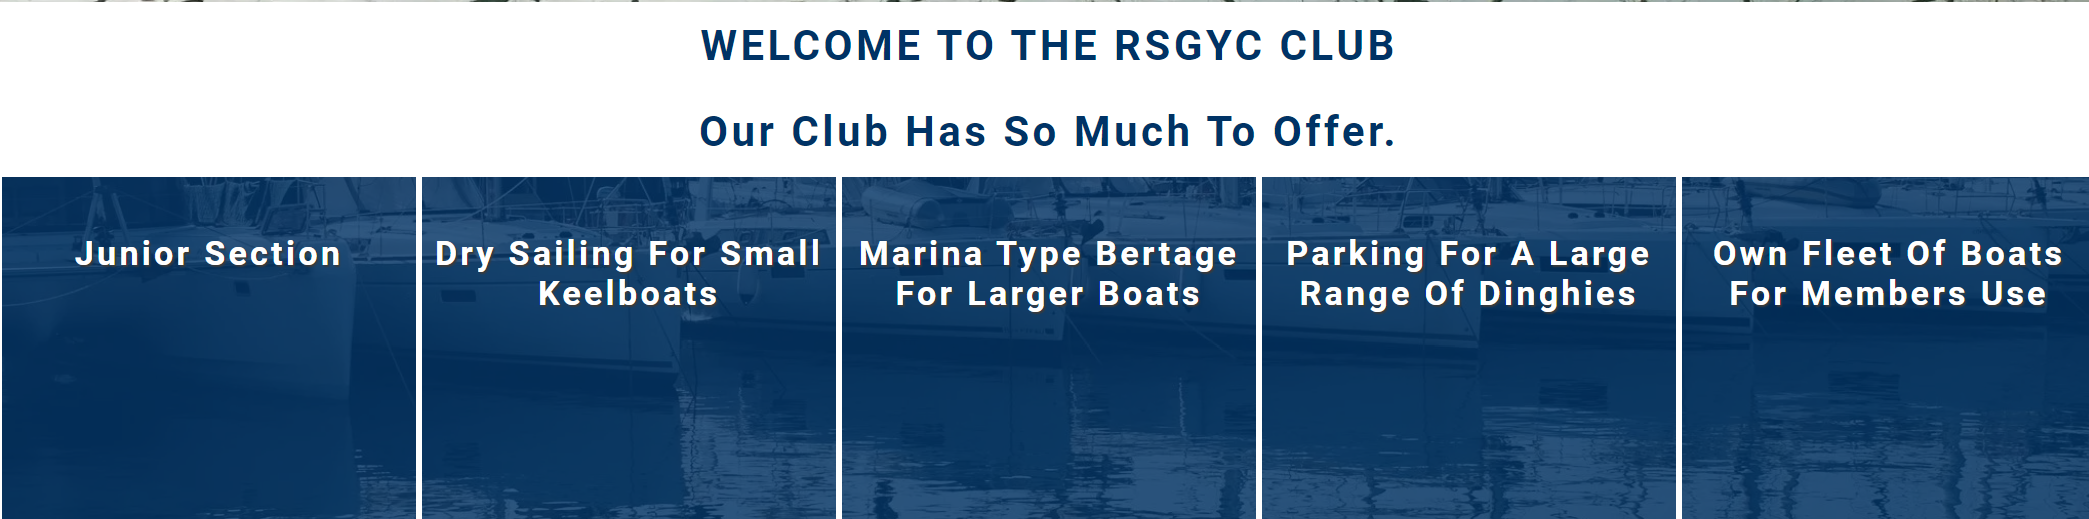 WELCOME TO THE RSGYC CLUB
Our Club Has So Much To Offer.
Junior Section
Dry Sailing For Small
Keelboats
Marina Type Bertage
For Larger Boats
Parking For A Large
Range Of Dinghies
Own Fleet Of Boats
For Members Use